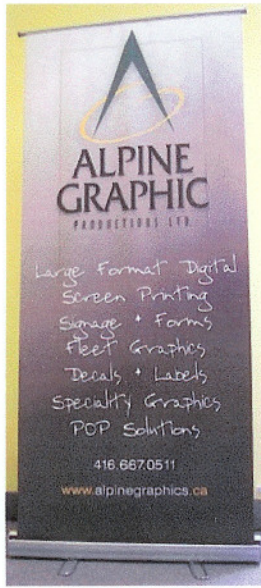 ALPINE
GRAPHIC
PRODUCTIONS LTD.
Large Format Digital
Screen Printing
Signage + Forms
Fleet Graphics
Decals + Labels
Speciality Graphics
POP Solutions
416.667.0511
www.alpinegraphics.ca